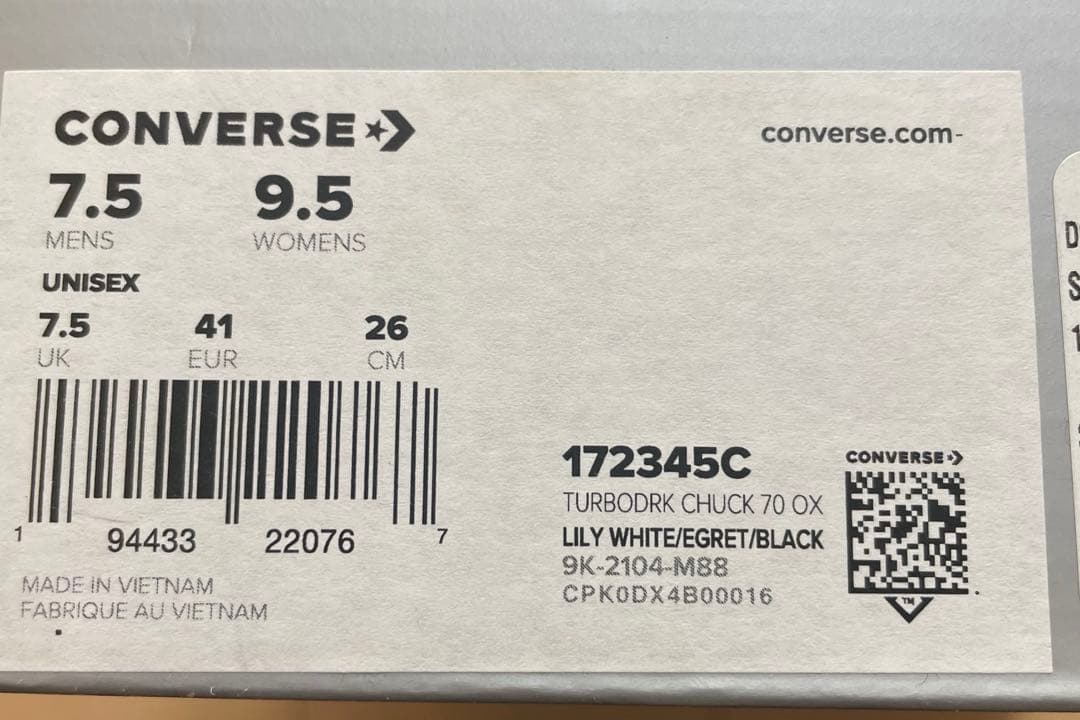 CONVERSE
converse.com-
7.5 9.5
MENS WOMENS
UNISEX
7.5 41 26
UK EUR CM
1 94433 22076 7
MADE IN VIETNAM
FABRIQUE AU VIETNAM
172345C
TURBODRK CHUCK 70 OX
LILY WHITE/EGRET/BLACK
9K-2104-M88
CPK0DX4B00016
CONVERSE
TM
D
S
1